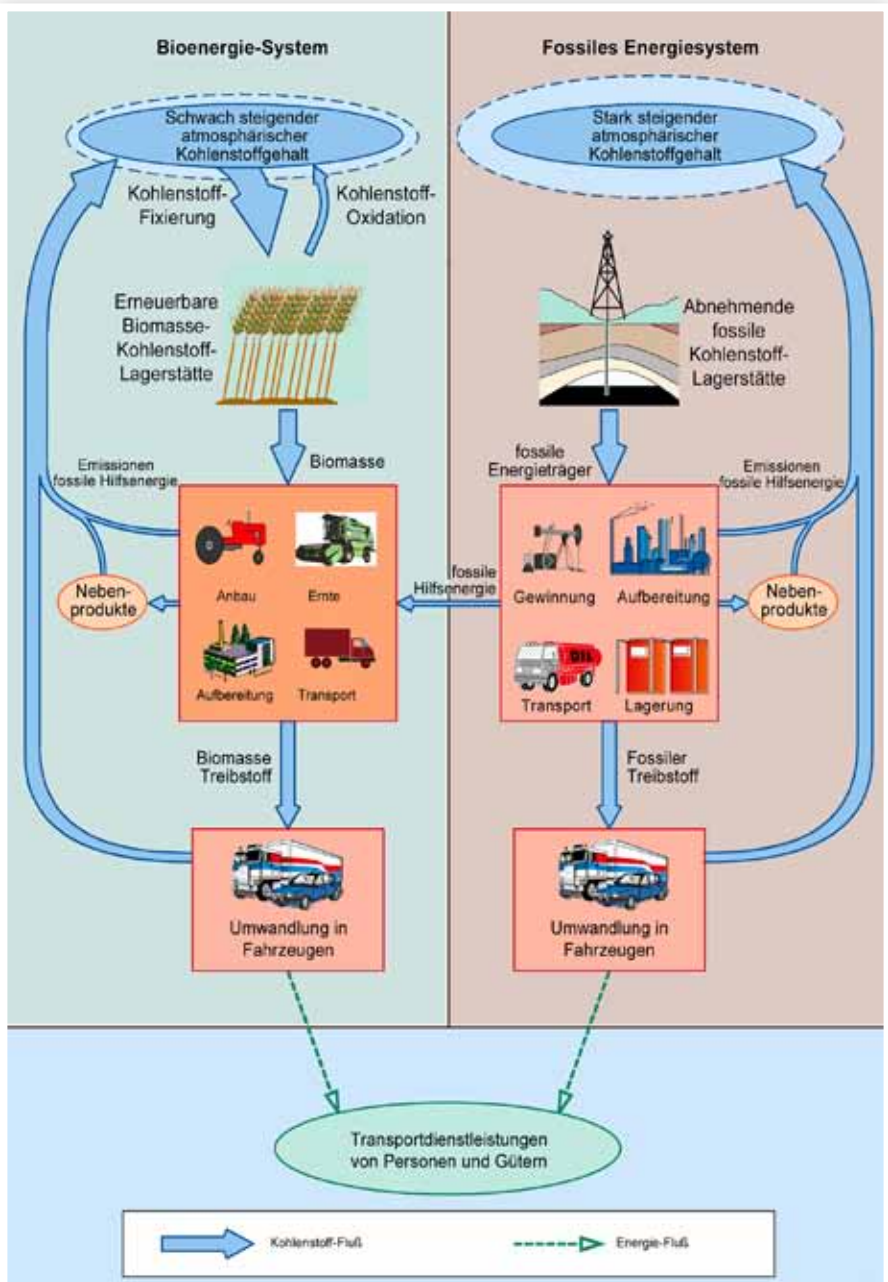 Bioenergie-System
Schwach steigender
atmosphärischer
Kohlenstoffgehalt
Kohlenstoff-
Fixierung
Kohlenstoff-
Oxidation
Erneuerbare
Biomasse-
Kohlenstoff-
Lagerstätte
Biomasse
Emissionen
fossile Hilfsenergie
Neben-
produkte
Anbau
Ernte
Aufbereitung
Transport
Biomasse
Treibstoff
Umwandlung in
Fahrzeugen
Fossiles Energiesystem
Stark steigender
atmosphärischer
Kohlenstoffgehalt
Abnehmende
fossile
Kohlenstoff-
Lagerstätte
fossile
Energieträger
Emissionen
fossile Hilfsenergie
fossile
Hilfsenergie
Gewinnung
Aufbereitung
OIL
Transport
Lagerung
Neben-
produkte
Fossiler
Treibstoff
Umwandlung in
Fahrzeugen
Transportdienstleistungen
von Personen und Gütern
Kohlenstoff-Fluß
Energie-Fluß